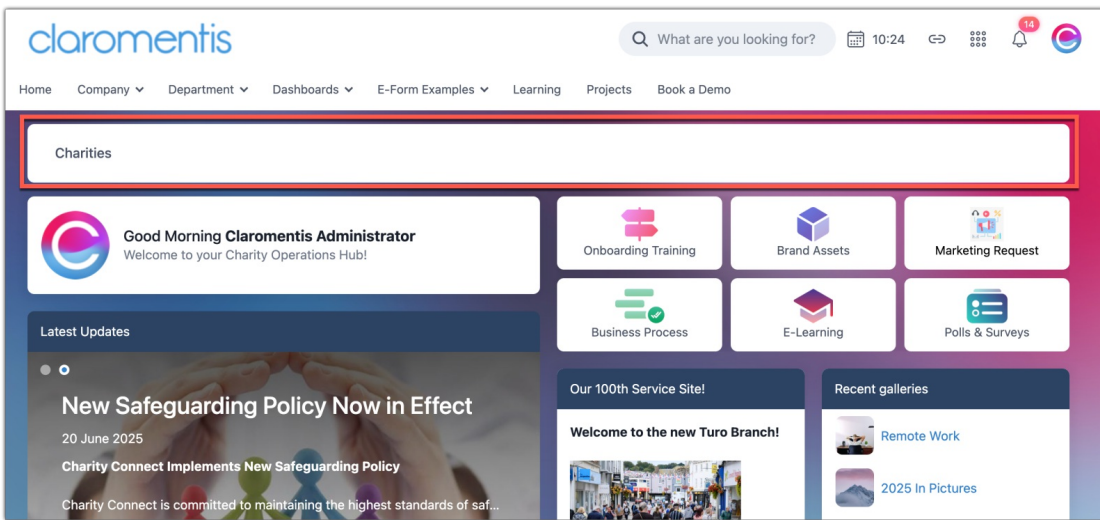 claromentis
What are you looking for?
10:24
14
Home Company Department Dashboards E-Form Examples Learning Projects Book a Demo
Charities
Good Morning Claromentis Administrator
Welcome to your Charity Operations Hub!
Onboarding Training
Brand Assets
Marketing Request
Business Process
E-Learning
Polls & Surveys
Latest Updates
New Safeguarding Policy Now in Effect
20 June 2025
Charity Connect Implements New Safeguarding Policy
Charity Connect is committed to maintaining the highest standards of saf...
Our 100th Service Site!
Welcome to the new Turo Branch!
Recent galleries
Remote Work
2025 In Pictures